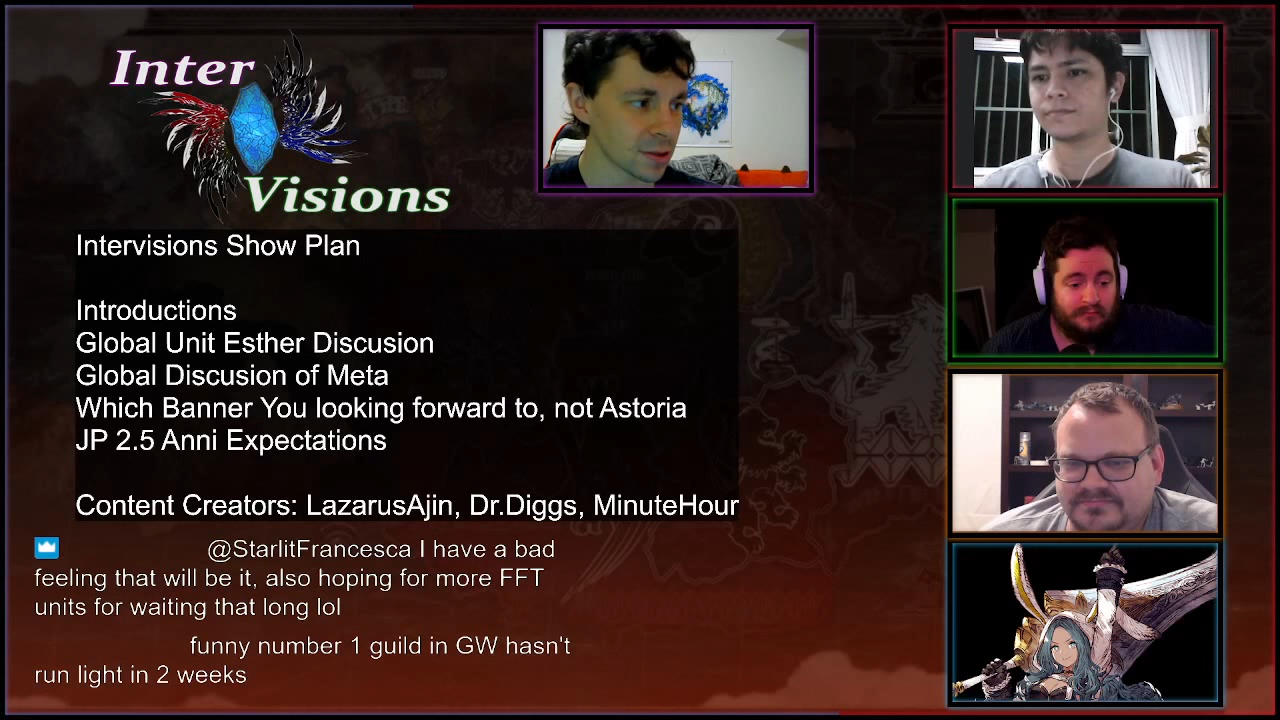 Inter
Visions
Intervisions Show Plan
Introductions
Global Unit Esther Discusion
Global Discusion of Meta
Which Banner You looking forward to, not Astoria
JP 2.5 Anni Expectations
Content Creators: LazarusAjin, Dr.Diggs, MinuteHour
@StarlitFrancesca I have a bad
feeling that will be it, also hoping for more FFT
units for waiting that long lol
funny number 1 guild in GW hasn't
run light in 2 weeks